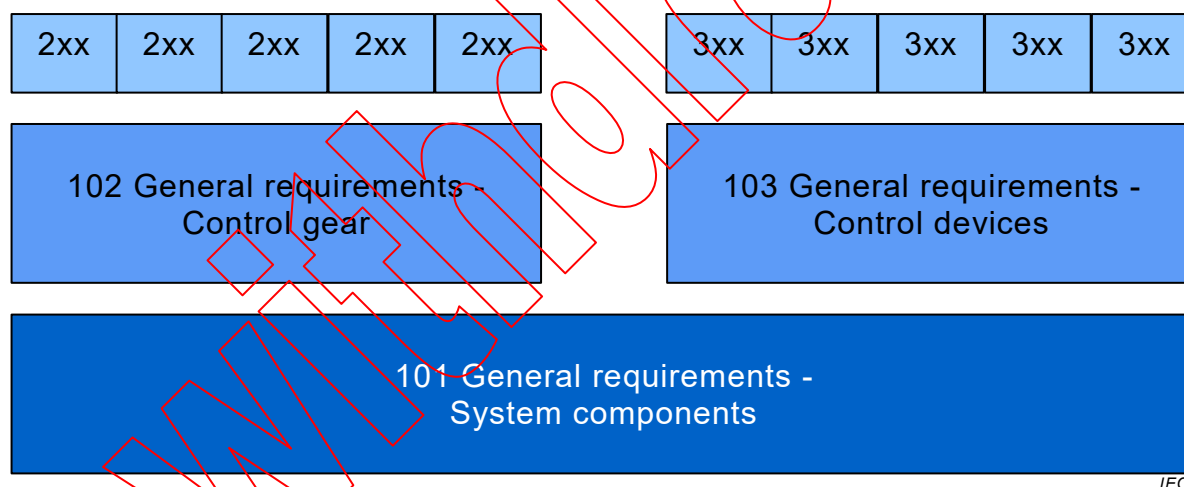 2xx 2xx 2xx 2xx 2xx 3xx 3xx 3xx 3xx 3xx
102 General requirements -
Control gear
103 General requirements -
Control devices
101 General requirements -
System components
IEC